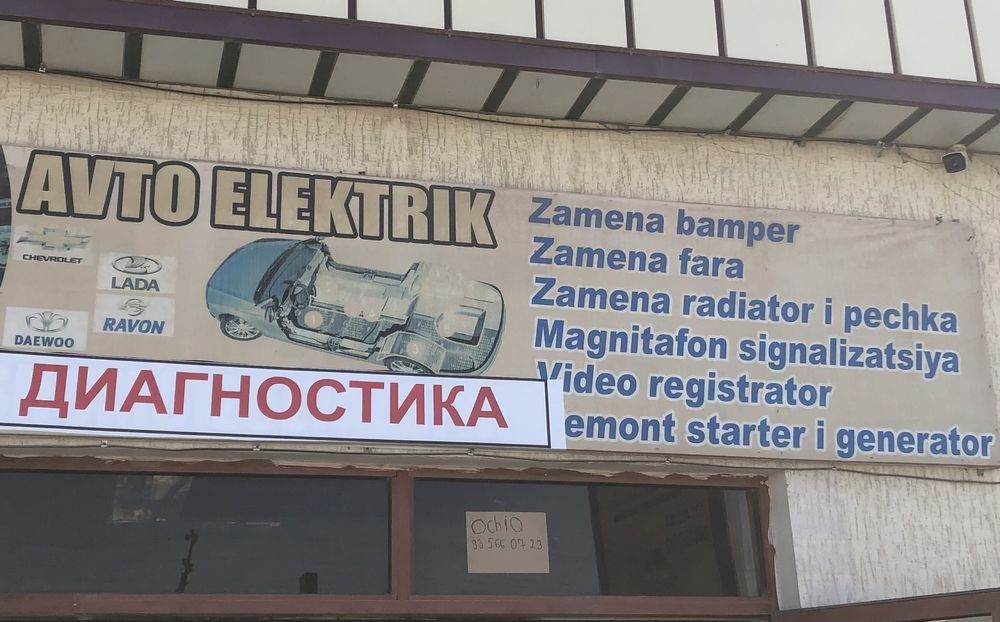 AVTO ELEKTRIK
CHEVROLET
LADA
DAEWOO
RAVON
ДИАГНОСТИКА
Zamena bamper
Zamena fara
Zamena radiator i pechka
Magnitafon signalizatsiya
Video registrator
emont starter i generator
Ochiq
93 566 07 23